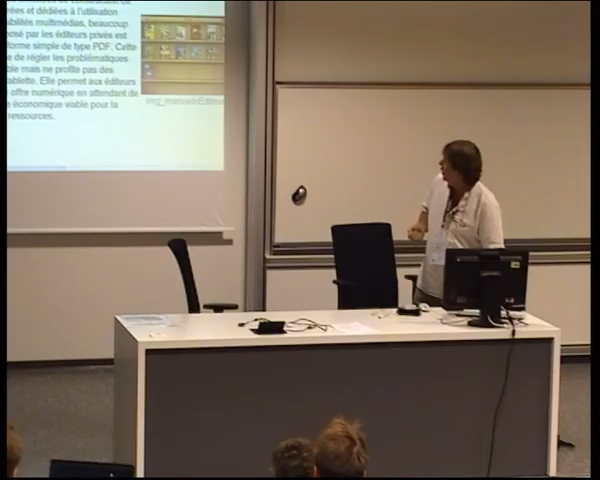 rées et dédiées à l'utilisation
bilités multimédias, beaucoup
posé par les éditeurs privés est
forme simple de type PDF. Cette
e de régler les problématiques
ble mais ne profite pas des
ablette. Elle permet aux éditeurs
offre numérique en attendant de
e économique viable pour la
ressources.